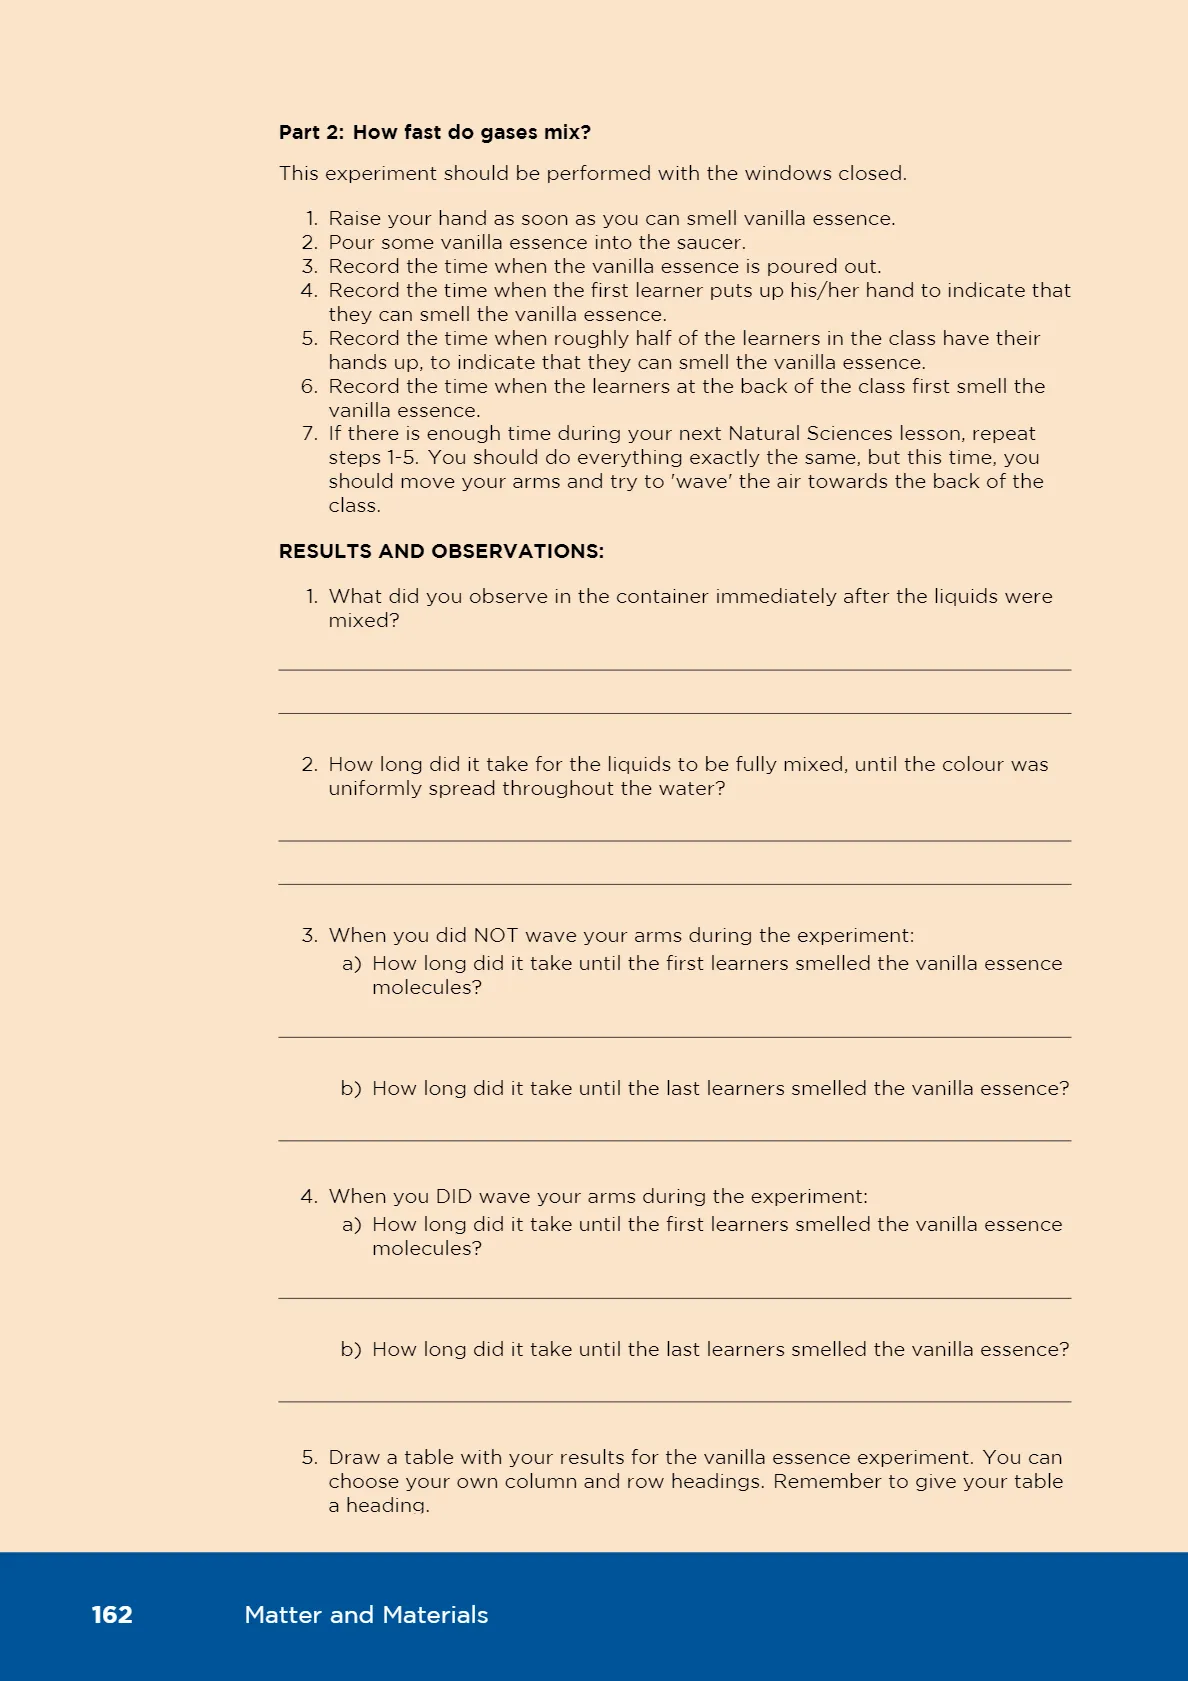 Part 2: How fast do gases mix?
This experiment should be performed with the windows closed.
1. Raise your hand as soon as you can smell vanilla essence.
2. Pour some vanilla essence into the saucer.
3. Record the time when the vanilla essence is poured out.
4. Record the time when the first learner puts up his/her hand to indicate that
they can smell the vanilla essence.
5. Record the time when roughly half of the learners in the class have their
hands up, to indicate that they can smell the vanilla essence.
6. Record the time when the learners at the back of the class first smell the
vanilla essence.
7. If there is enough time during your next Natural Sciences lesson, repeat
steps 1-5. You should do everything exactly the same, but this time, you
should move your arms and try to 'wave' the air towards the back of the
class.
RESULTS AND OBSERVATIONS:
1. What did you observe in the container immediately after the liquids were
mixed?
2. How long did it take for the liquids to be fully mixed, until the colour was
uniformly spread throughout the water?
3. When you did NOT wave your arms during the experiment:
a) How long did it take until the first learners smelled the vanilla essence
molecules?
b) How long did it take until the last learners smelled the vanilla essence?
4. When you DID wave your arms during the experiment:
a) How long did it take until the first learners smelled the vanilla essence
molecules?
b) How long did it take until the last learners smelled the vanilla essence?
5. Draw a table with your results for the vanilla essence experiment. You can
choose your own column and row headings. Remember to give your table
a heading.
162 Matter and Materials